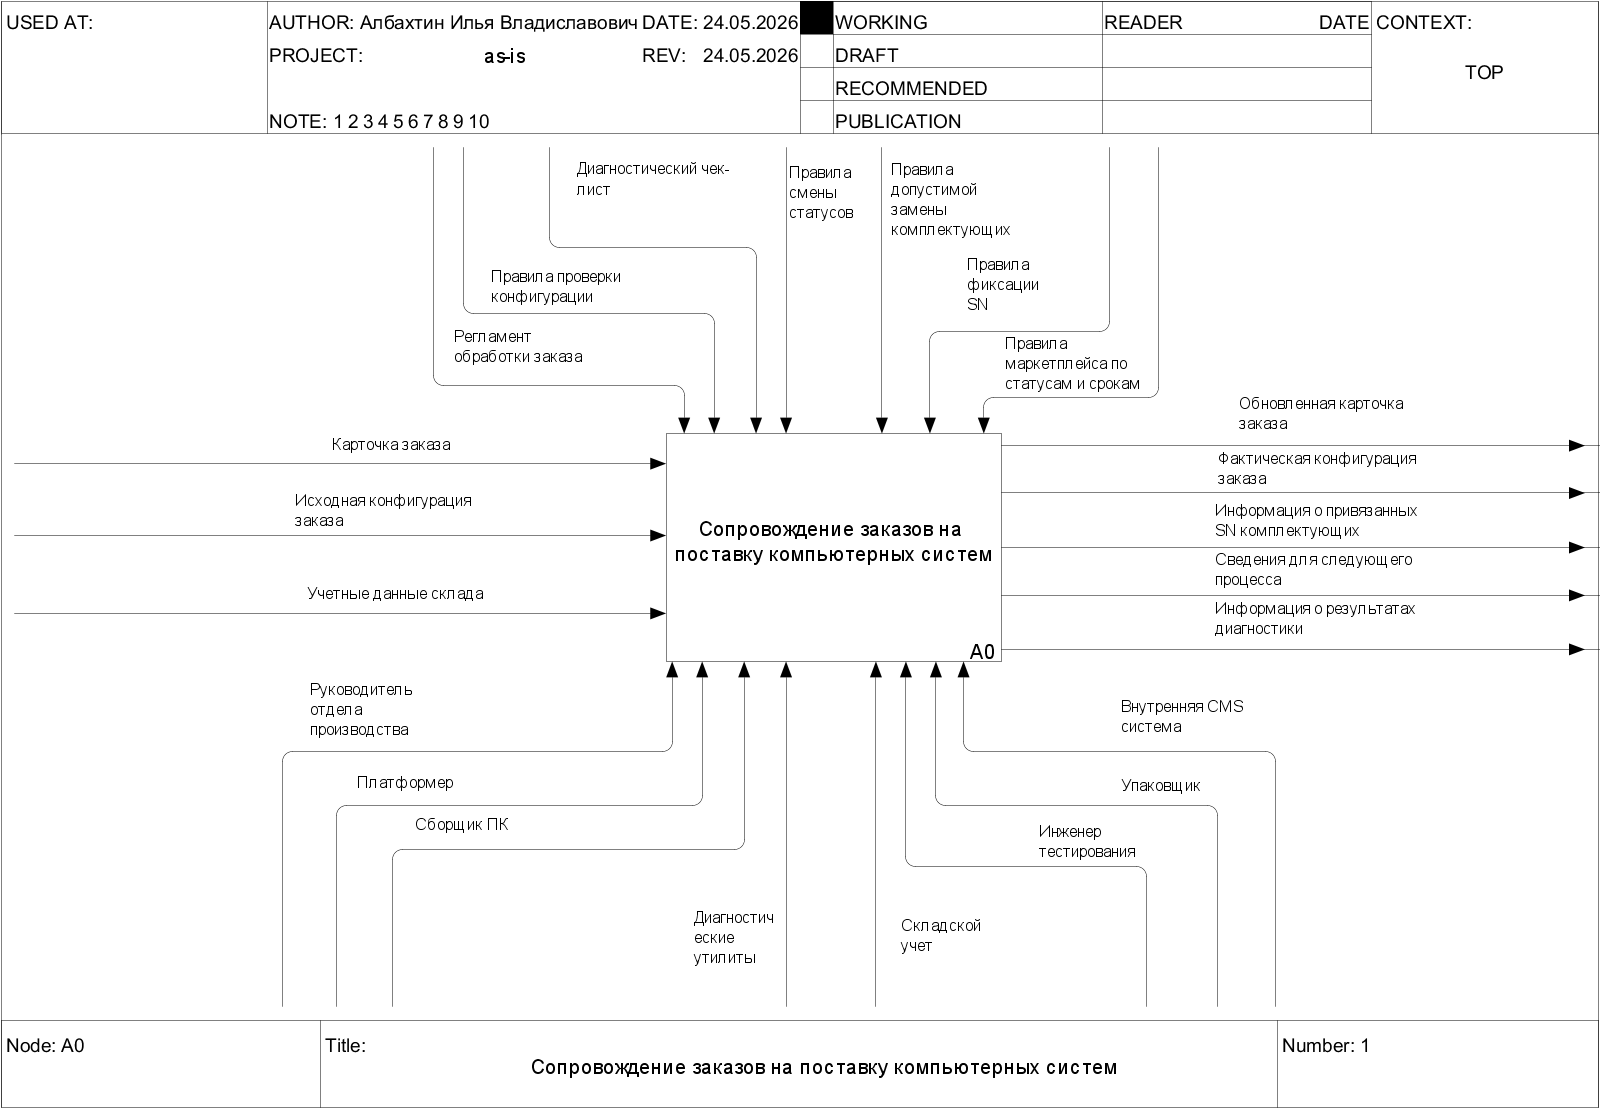 USED AT:
AUTHOR: Албахтин Илья Владиславович DATE: 24.05.2026
PROJECT: as-is REV: 24.05.2026
NOTE: 1 2 3 4 5 6 7 8 9 10
WORKING
DRAFT
RECOMMENDED
PUBLICATION
READER DATE
CONTEXT:
TOP
Диагностический чек-
лист
Правила
смены
статусов
Правила
допустимой
замены
комплектующих
Правила проверки
конфигурации
Правила
фиксации
SN
Регламент
обработки заказа
Правила
маркетплейса по
статусам и срокам
Карточка заказа
Исходная конфигурация
заказа
Учетные данные склада
Сопровождение заказов на
поставку компьютерных систем
A0
Обновленная карточка
заказа
Фактическая конфигурация
заказа
Информация о привязанных
SN комплектующих
Сведения для следующего
процесса
Информация о результатах
диагностики
Руководитель
отдела
производства
Платформер
Сборщик ПК
Диагностич
еские
утилиты
Складской
учет
Инженер
тестирования
Упаковщик
Внутренняя CMS
система
Node: A0
Title:
Сопровождение заказов на поставку компьютерных систем
Number: 1